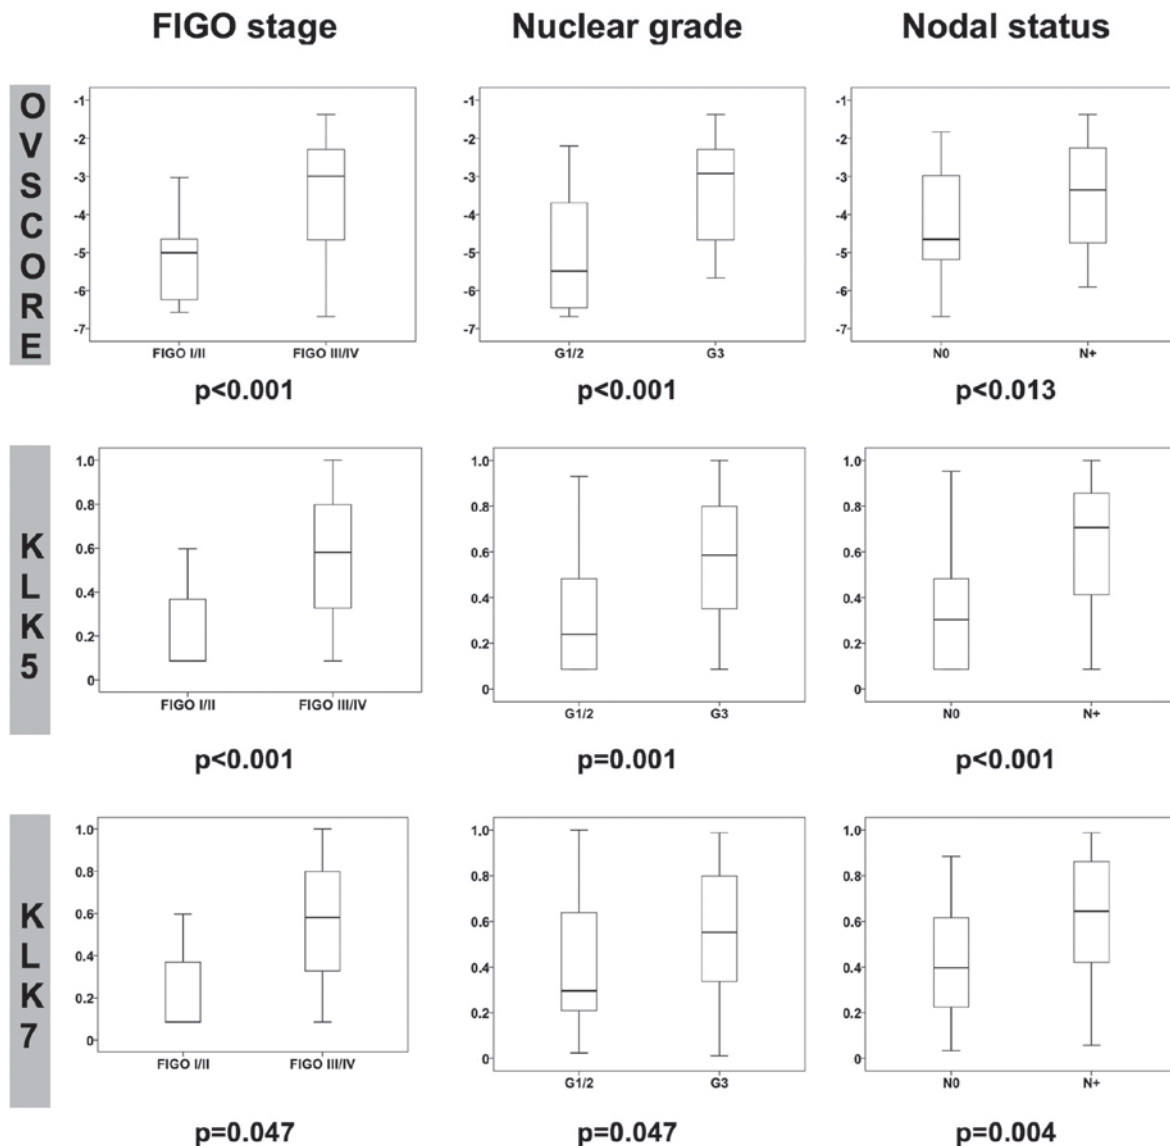 FIGO stage Nuclear grade Nodal status
OVSCORE
-1 -2 -3 -4 -5 -6 -7
FIGO I/II FIGO III/IV
-1 -2 -3 -4 -5 -6 -7
G1/2 G3
-1 -2 -3 -4 -5 -6 -7
N0 N+
p<0.001 p<0.001 p<0.013
KLK5
1.0 0.8 0.6 0.4 0.2 0
FIGO I/II FIGO III/IV
1.0 0.8 0.6 0.4 0.2 0
G1/2 G3
1.0 0.8 0.6 0.4 0.2 0
N0 N+
p<0.001 p=0.001 p<0.001
KLK7
1.0 0.8 0.6 0.4 0.2 0
FIGO I/II FIGO III/IV
1.0 0.8 0.6 0.4 0.2 0
G1/2 G3
1.0 0.8 0.6 0.4 0.2 0
N0 N+
p=0.047 p=0.047 p=0.004